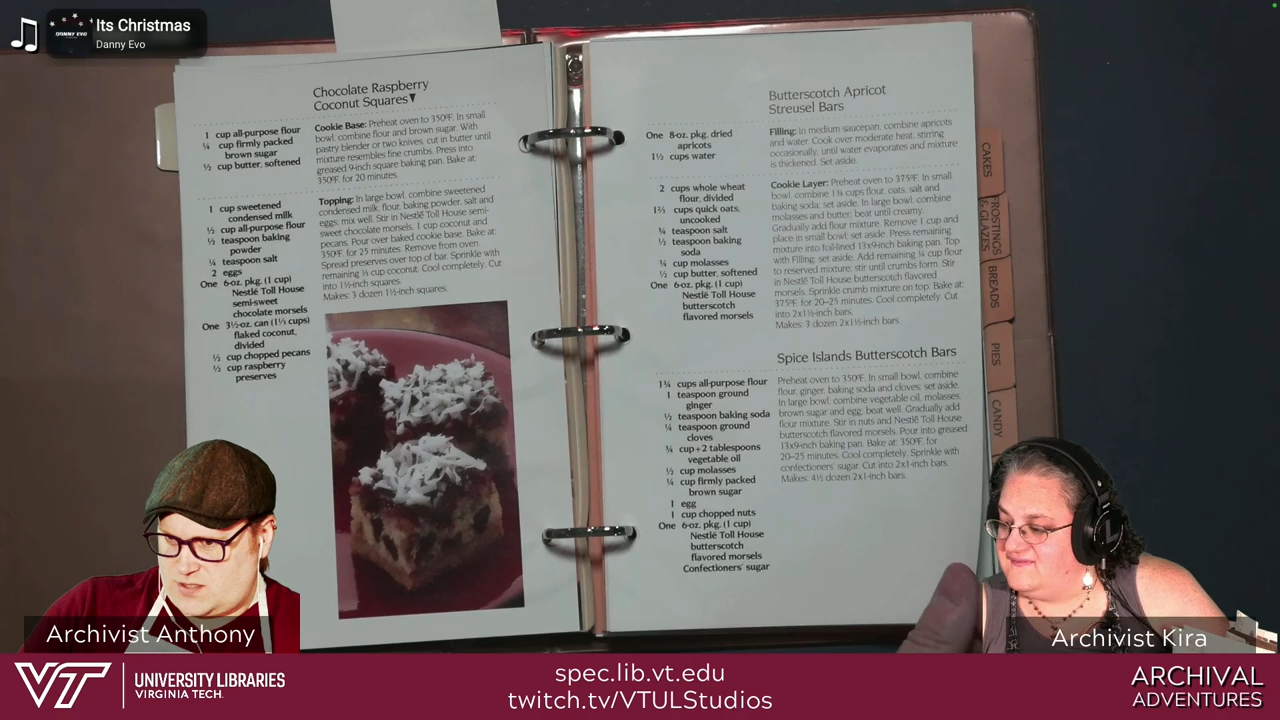 Its Christmas
DANNY EVO
Danny Evo
Chocolate Raspberry
Coconut Squares▼
1 cup all-purpose flour
¼ cup firmly packed
brown sugar
½ cup butter, softened
Cookie Base: Preheat oven to 350°F. In small
bowl, combine flour and brown sugar. With
pastry blender or two knives, cut in butter until
mixture resembles fine crumbs. Press into
greased 9-inch square baking pan. Bake at:
350°F. for 20 minutes.
1 cup sweetened
condensed milk
½ cup all-purpose flour
½ teaspoon baking
powder
¼ teaspoon salt
2 eggs
One 6-oz. pkg. (1 cup)
Nestlé Toll House
semi-sweet
chocolate morsels
One 3½-oz. can (1⅓ cups)
flaked coconut,
divided
½ cup chopped pecans
½ cup raspberry
preserves
Topping: In large bowl, combine sweetened
condensed milk, flour, baking powder, salt and
eggs; mix well. Stir in Nestlé Toll House semi-
sweet chocolate morsels, 1 cup coconut and
pecans. Pour over baked cookie base. Bake at:
350°F. for 25 minutes. Remove from oven.
Spread preserves over top of bar. Sprinkle with
remaining ⅓ cup coconut. Cool completely. Cut
into 1½-inch squares.
Makes: 3 dozen 1½-inch squares.
Butterscotch Apricot
Streusel Bars
One 8-oz. pkg. dried
apricots
1½ cups water
Filling: In medium saucepan, combine apricots
and water. Cook over moderate heat, stirring
occasionally, until water evaporates and mixture
is thickened. Set aside.
2 cups whole wheat
flour, divided
1⅔ cups quick oats,
uncooked
¾ teaspoon salt
½ teaspoon baking
soda
¾ cup molasses
½ cup butter, softened
One 6-oz. pkg. (1 cup)
Nestlé Toll House
butterscotch
flavored morsels
Cookie Layer: Preheat oven to 375°F. In small
bowl, combine 1¾ cups flour, oats, salt and
baking soda; set aside. In large bowl, combine
molasses and butter; beat until creamy.
Gradually add flour mixture. Remove 1 cup and
place in small bowl; set aside. Press remaining
mixture into foil-lined 13x9-inch baking pan. Top
with Filling; set aside. Add remaining ¼ cup flour
to reserved mixture; stir until crumbs form. Stir
in Nestlé Toll House butterscotch flavored
morsels. Sprinkle crumb mixture on top. Bake at:
375°F. for 20–25 minutes. Cool completely. Cut
into 2x1½-inch bars.
Makes: 3 dozen 2x1½-inch bars.
Spice Islands Butterscotch Bars
1¾ cups all-purpose flour
1 teaspoon ground
ginger
½ teaspoon baking soda
¼ teaspoon ground
cloves
¼ cup + 2 tablespoons
vegetable oil
½ cup molasses
¼ cup firmly packed
brown sugar
1 egg
1 cup chopped nuts
One 6-oz. pkg. (1 cup)
Nestlé Toll House
butterscotch
flavored morsels
Confectioners' sugar
Preheat oven to 350°F. In small bowl, combine
flour, ginger, baking soda and cloves; set aside.
In large bowl, combine vegetable oil, molasses,
brown sugar and egg; beat well. Gradually add
flour mixture. Stir in nuts and Nestlé Toll House
butterscotch flavored morsels. Pour into greased
13x9-inch baking pan. Bake at: 350°F. for
20–25 minutes. Cool completely. Sprinkle with
confectioners' sugar. Cut into 2x1-inch bars.
Makes: 4½ dozen 2x1-inch bars.
CAKES
FROSTINGS
& GLAZES
BREADS
PIES
CANDY
Archivist Anthony
Archivist Kira
VT
UNIVERSITY LIBRARIES
VIRGINIA TECH.
spec.lib.vt.edu
twitch.tv/VTULStudios
ARCHIVAL
ADVENTURES